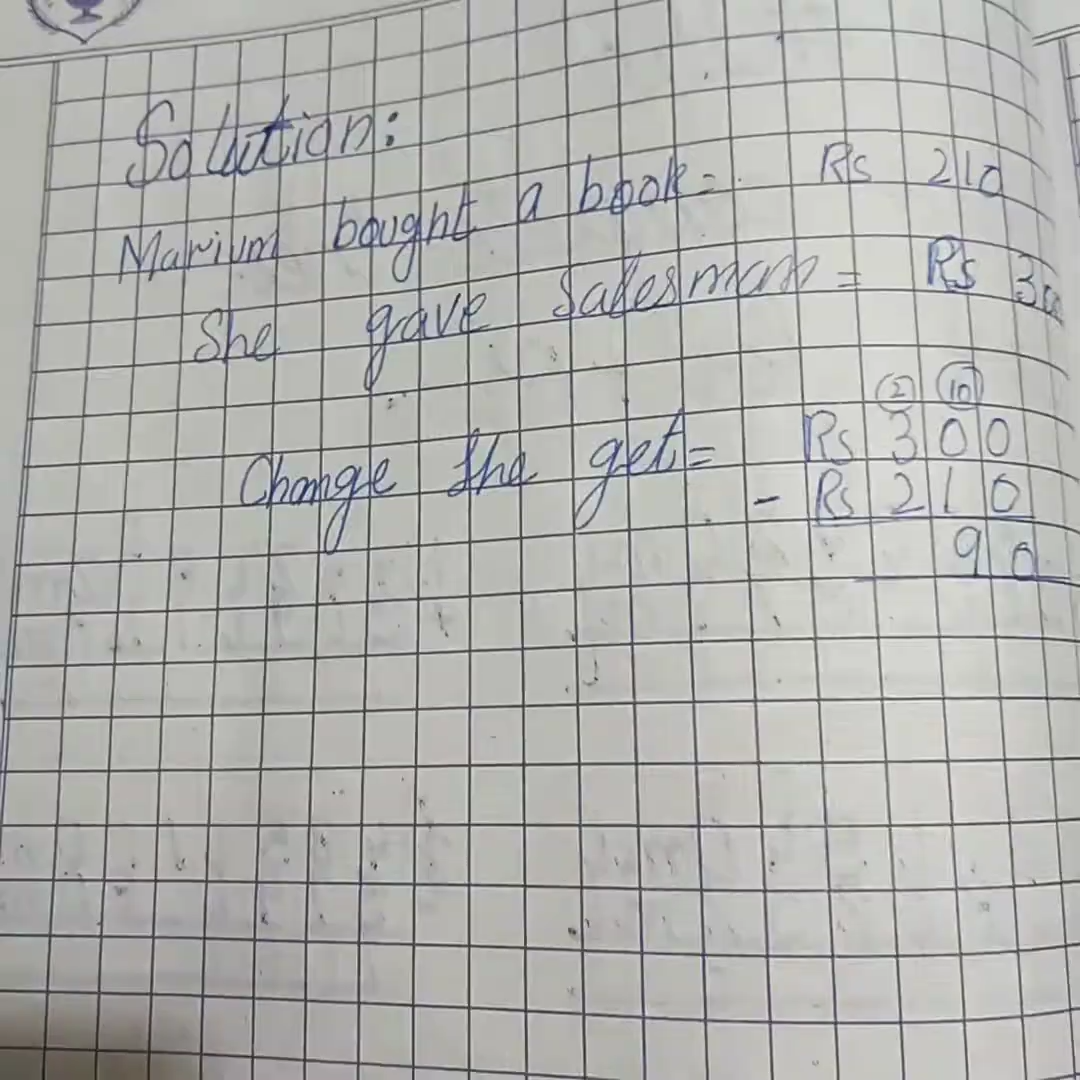 Solution:
Marium bought a book = Rs 210
She gave Salesman = Rs 300
② ⑩
Change she get = Rs 300
- Rs 210
90